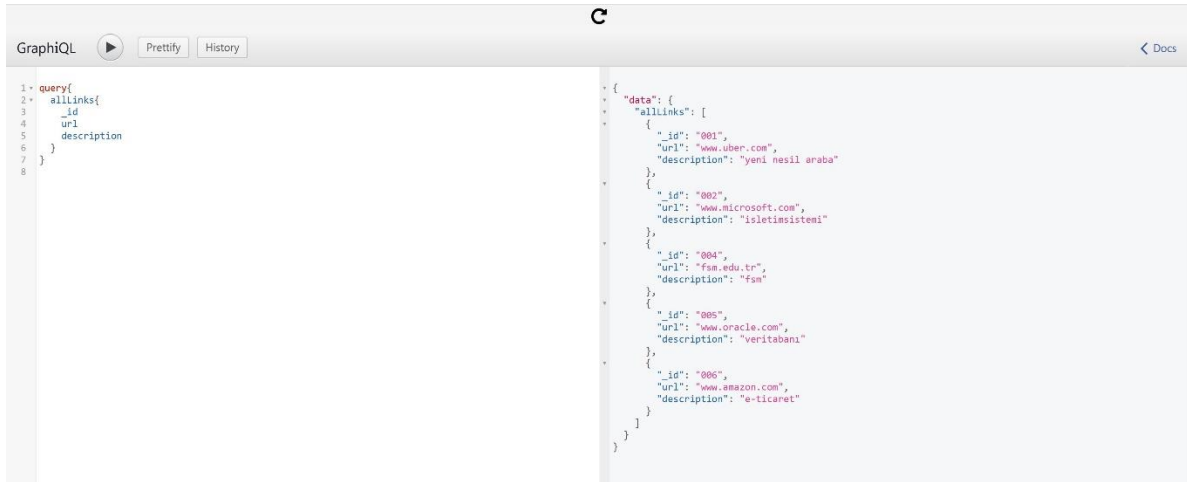 GraphiQL
Prettify
History
Docs
1 query{
2 allLinks{
3 _id
4 url
5 description
6 }
7 }
8
{
"data": {
"allLinks": [
{
"_id": "001",
"url": "www.uber.com",
"description": "yeni nesil araba"
},
{
"_id": "002",
"url": "www.microsoft.com",
"description": "isletimsistemi"
},
{
"_id": "004",
"url": "fsm.edu.tr",
"description": "fsm"
},
{
"_id": "005",
"url": "www.oracle.com",
"description": "veritabanı"
},
{
"_id": "006",
"url": "www.amazon.com",
"description": "e-ticaret"
}
]
}
}